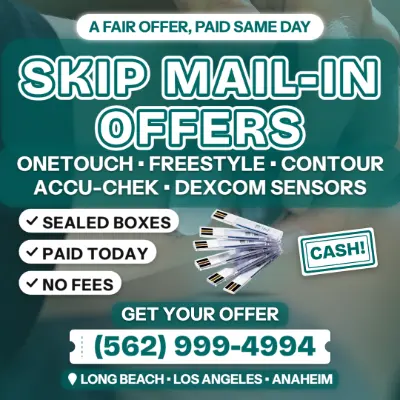 A FAIR OFFER, PAID SAME DAY
SKIP MAIL-IN
OFFERS
ONETOUCH ▪ FREESTYLE ▪ CONTOUR
ACCU-CHEK ▪ DEXCOM SENSORS
SEALED BOXES
PAID TODAY
NO FEES
CASH!
GET YOUR OFFER
(562) 999-4994
LONG BEACH ▪ LOS ANGELES ▪ ANAHEIM